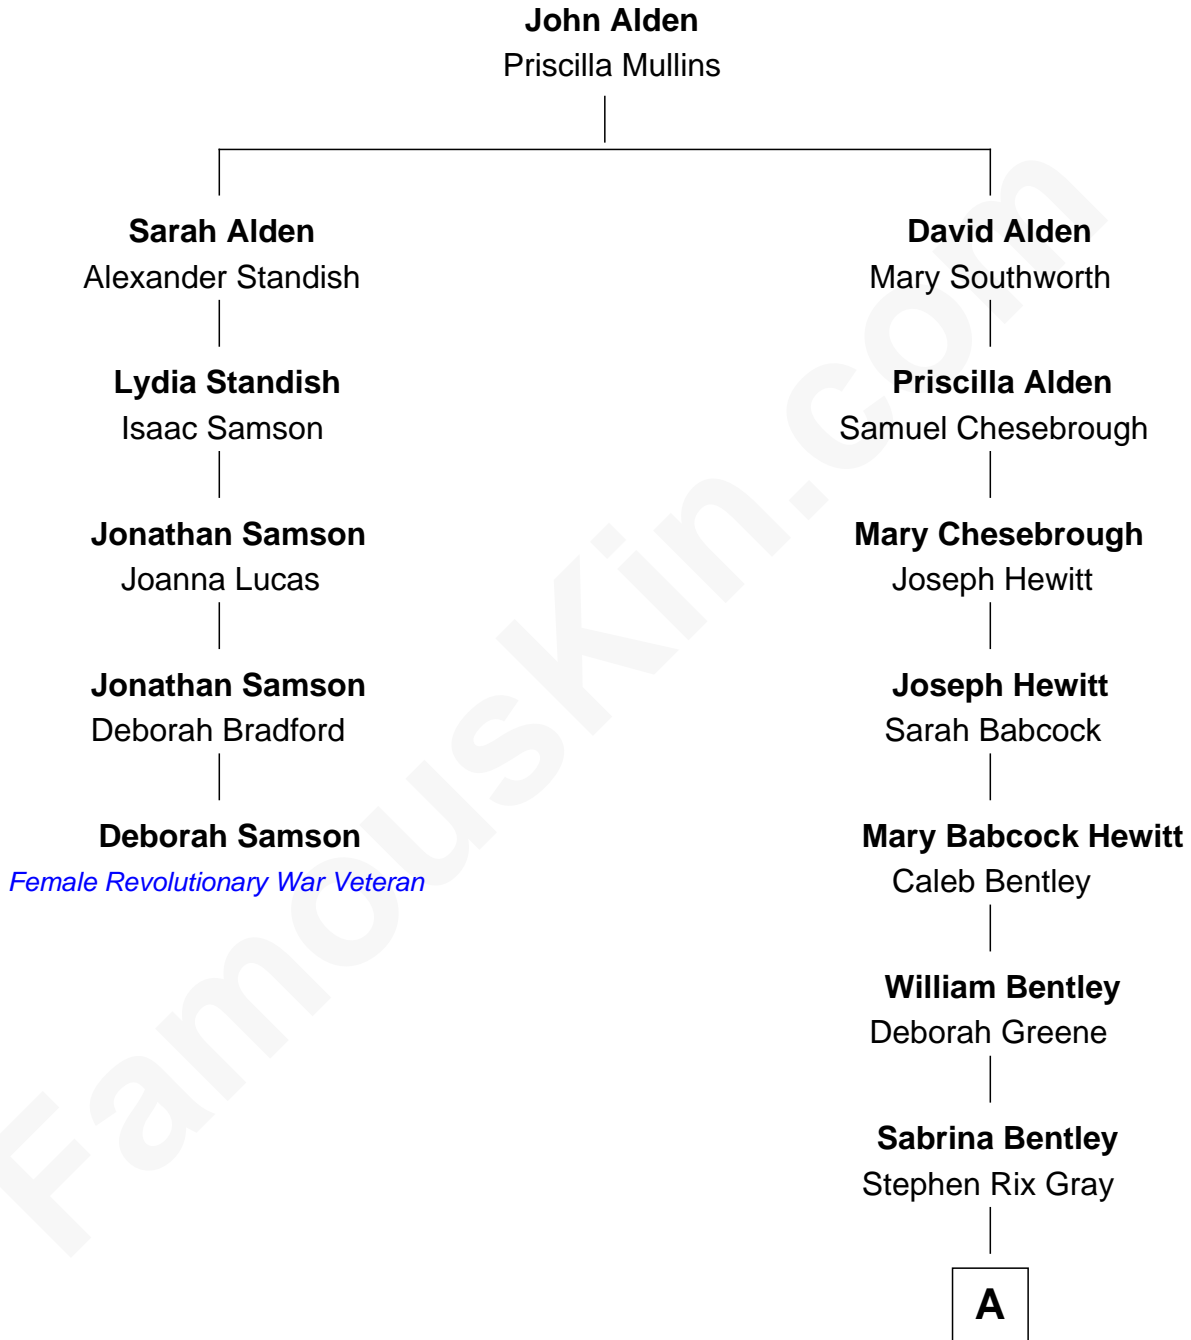 John Alden
Priscilla Mullins
Sarah Alden
Alexander Standish
Lydia Standish
Isaac Samson
Jonathan Samson
Joanna Lucas
Jonathan Samson
Deborah Bradford
Deborah Samson
Female Revolutionary War Veteran
David Alden
Mary Southworth
Priscilla Alden
Samuel Chesebrough
Mary Chesebrough
Joseph Hewitt
Joseph Hewitt
Sarah Babcock
Mary Babcock Hewitt
Caleb Bentley
William Bentley
Deborah Greene
Sabrina Bentley
Stephen Rix Gray
A
FamousKin.com